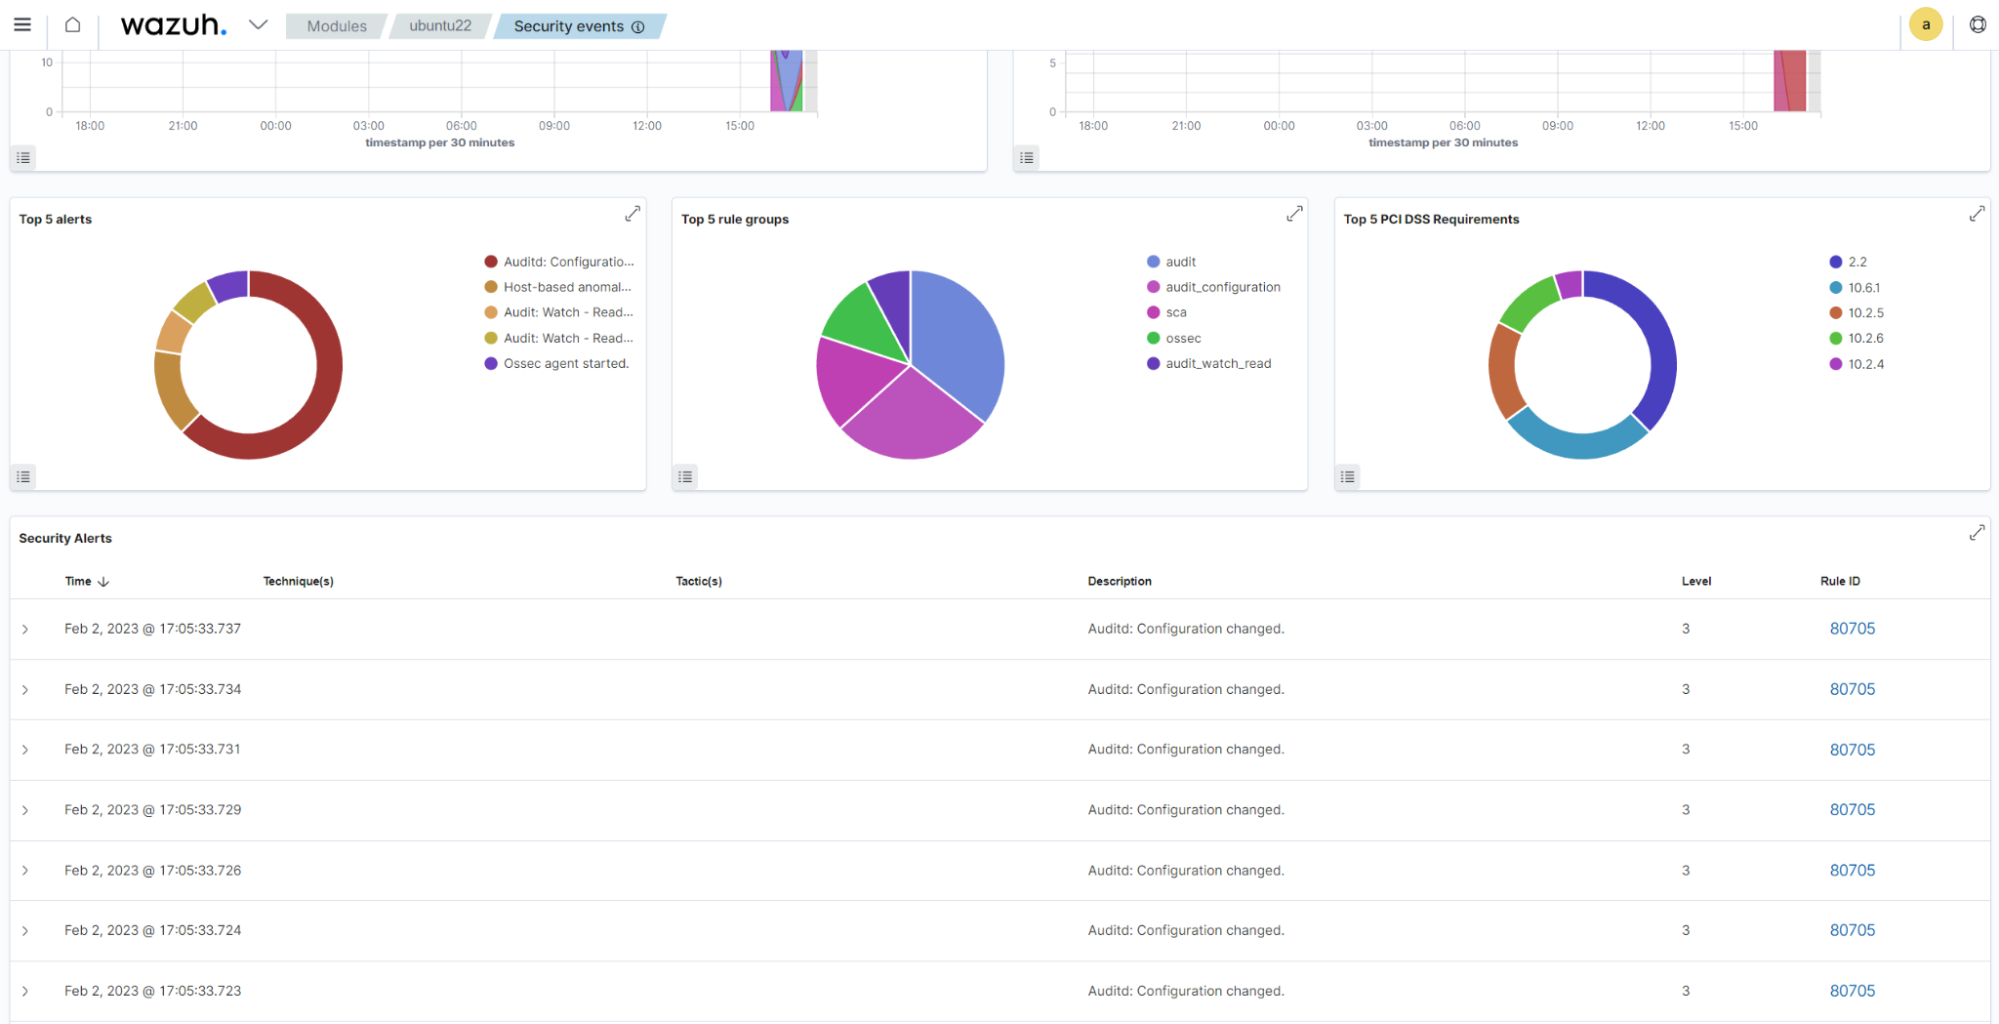 wazuh. Modules ubuntu22 Security events a
10
0
18:00 21:00 00:00 03:00 06:00 09:00 12:00 15:00
timestamp per 30 minutes
5
0
18:00 21:00 00:00 03:00 06:00 09:00 12:00 15:00
timestamp per 30 minutes
Top 5 alerts
Auditd: Configuratio...
Host-based anomal...
Audit: Watch - Read...
Audit: Watch - Read...
Ossec agent started.
Top 5 rule groups
audit
audit_configuration
sca
ossec
audit_watch_read
Top 5 PCI DSS Requirements
2.2
10.6.1
10.2.5
10.2.6
10.2.4
Security Alerts
Time Technique(s) Tactic(s) Description Level Rule ID
Feb 2, 2023 @ 17:05:33.737 Auditd: Configuration changed. 3 80705
Feb 2, 2023 @ 17:05:33.734 Auditd: Configuration changed. 3 80705
Feb 2, 2023 @ 17:05:33.731 Auditd: Configuration changed. 3 80705
Feb 2, 2023 @ 17:05:33.729 Auditd: Configuration changed. 3 80705
Feb 2, 2023 @ 17:05:33.726 Auditd: Configuration changed. 3 80705
Feb 2, 2023 @ 17:05:33.724 Auditd: Configuration changed. 3 80705
Feb 2, 2023 @ 17:05:33.723 Auditd: Configuration changed. 3 80705